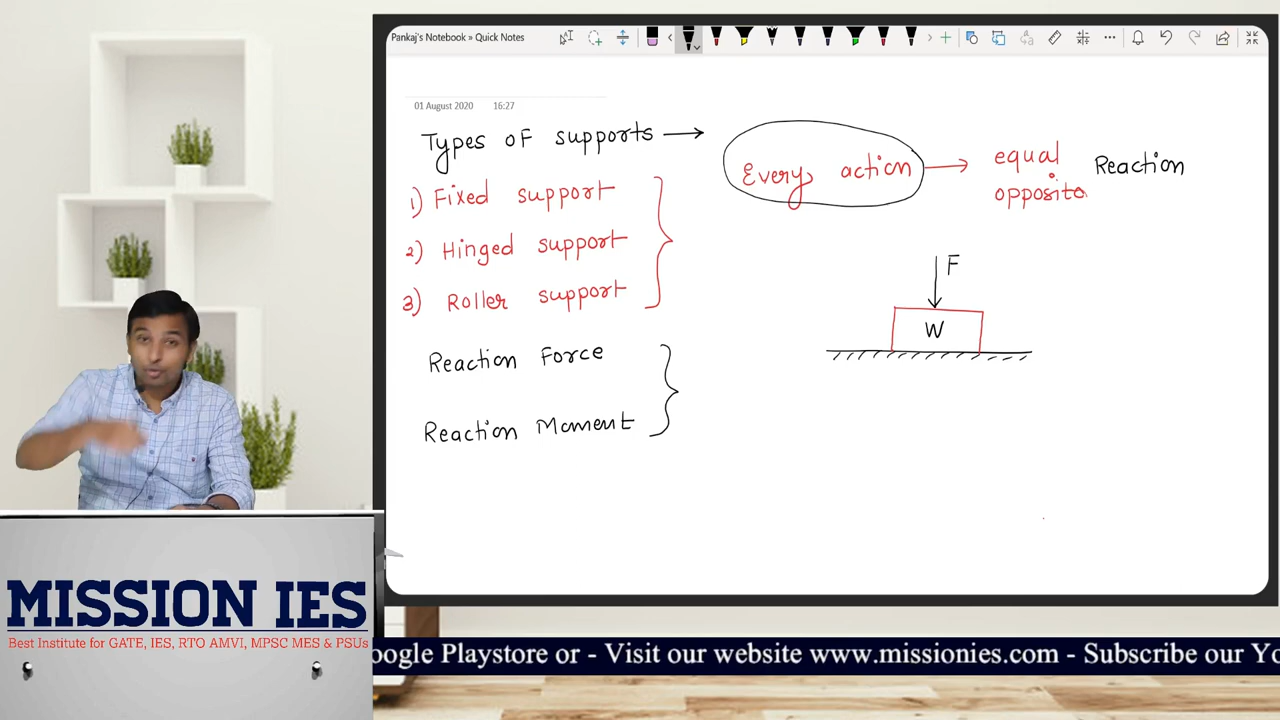 Pankaj's Notebook » Quick Notes
01 August 2020 16:27
Types of supports →
Every action → equal opposite Reaction
1) Fixed support
2) Hinged support
3) Roller support
F
W
Reaction Force
Reaction Moment
MISSION IES
Best Institute for GATE, IES, RTO AMVI, MPSC MES & PSUs
oogle Playstore or - Visit our website www.missionies.com - Subscribe our Yo